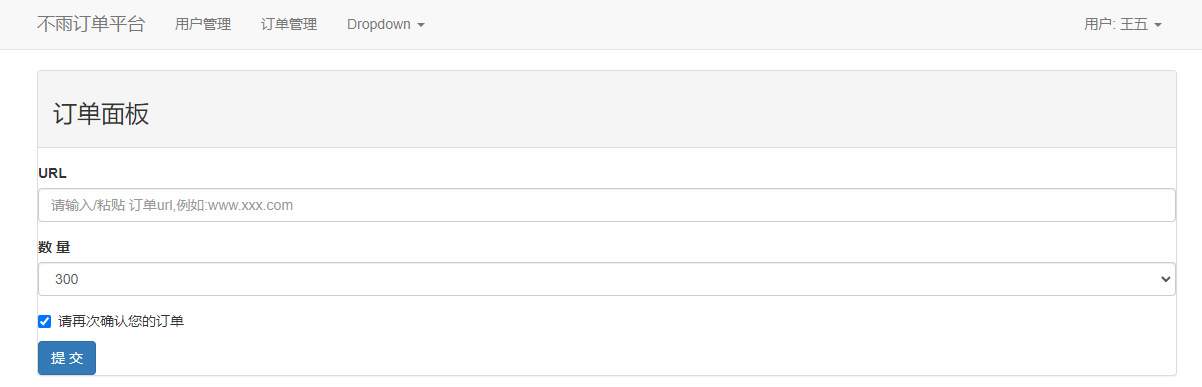 不雨订单平台 用户管理 订单管理 Dropdown 用户: 王五
订单面板
URL
请输入/粘贴 订单url,例如:www.xxx.com
数 量
300
请再次确认您的订单
提 交